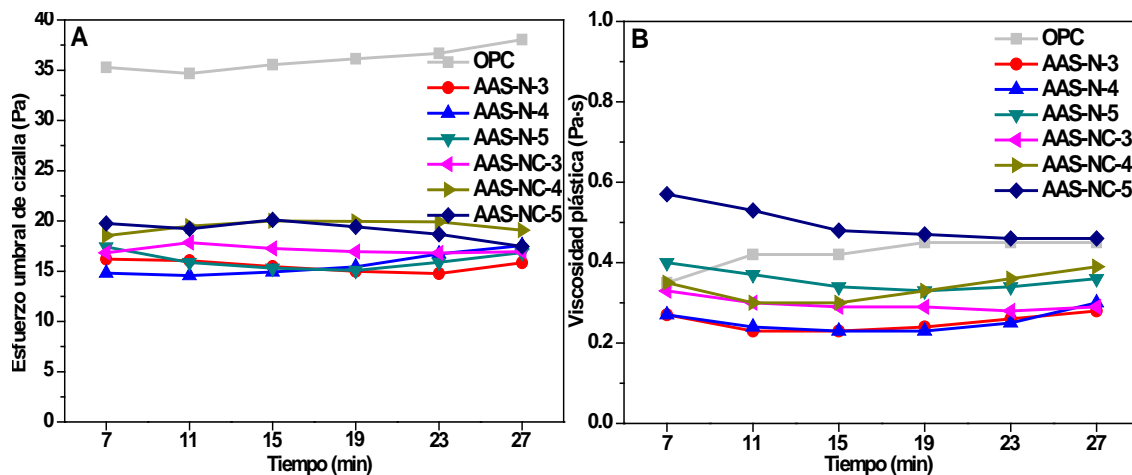 A
Esfuerzo umbral de cizalla (Pa)
40
35
30
25
20
15
10
5
0
OPC
AAS-N-3
AAS-N-4
AAS-N-5
AAS-NC-3
AAS-NC-4
AAS-NC-5
7 11 15 19 23 27
Tiempo (min)
B
Viscosidad plástica (Pa·s)
1.0
0.8
0.6
0.4
0.2
0.0
OPC
AAS-N-3
AAS-N-4
AAS-N-5
AAS-NC-3
AAS-NC-4
AAS-NC-5
7 11 15 19 23 27
Tiempo (min)